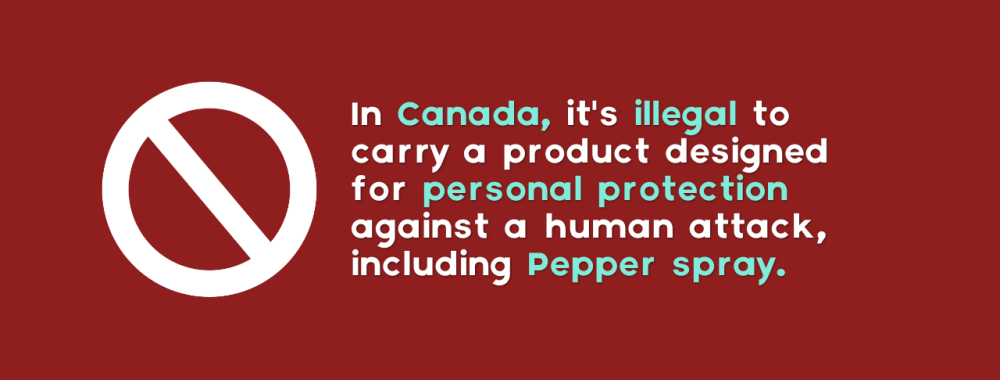 In Canada, it's illegal to
carry a product designed
for personal protection
against a human attack,
including Pepper spray.